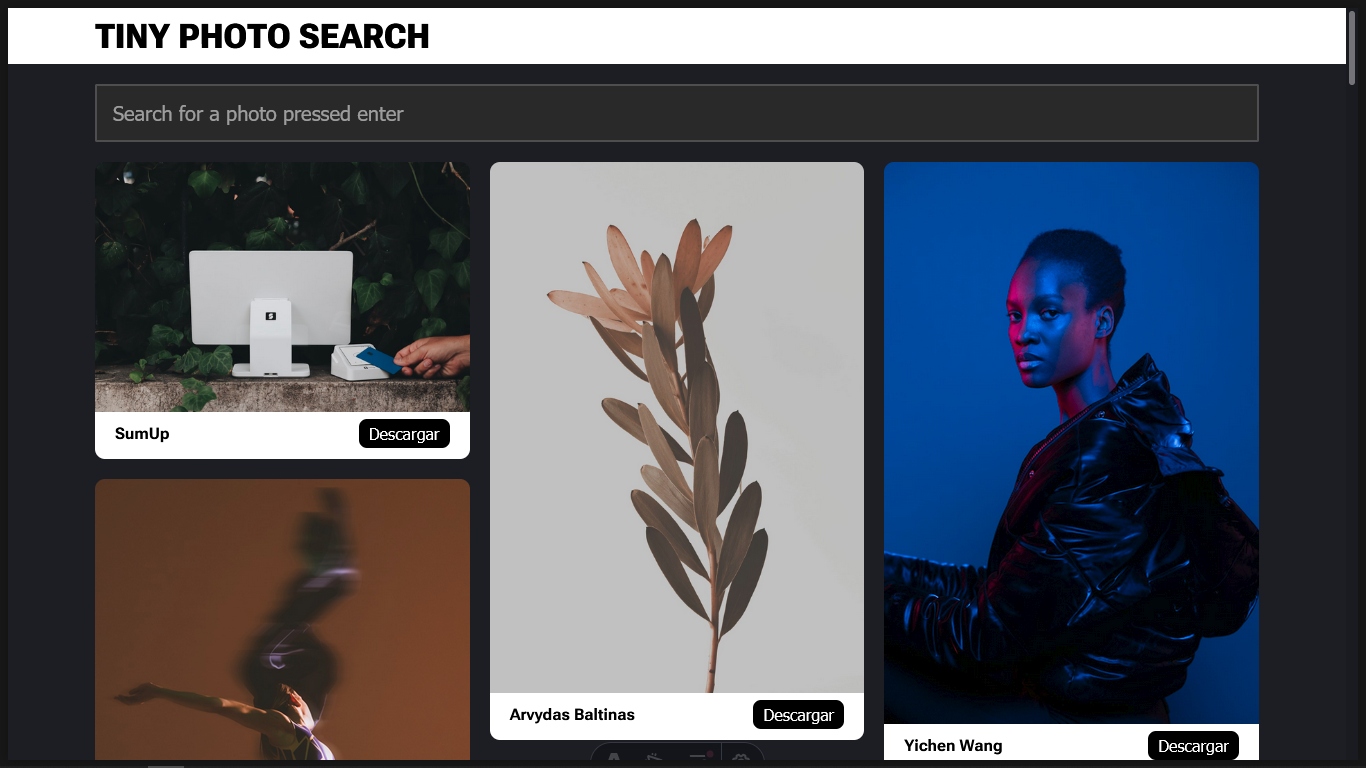 TINY PHOTO SEARCH
Search for a photo pressed enter
SumUp
Descargar
Arvydas Baltinas
Descargar
Yichen Wang
Descargar